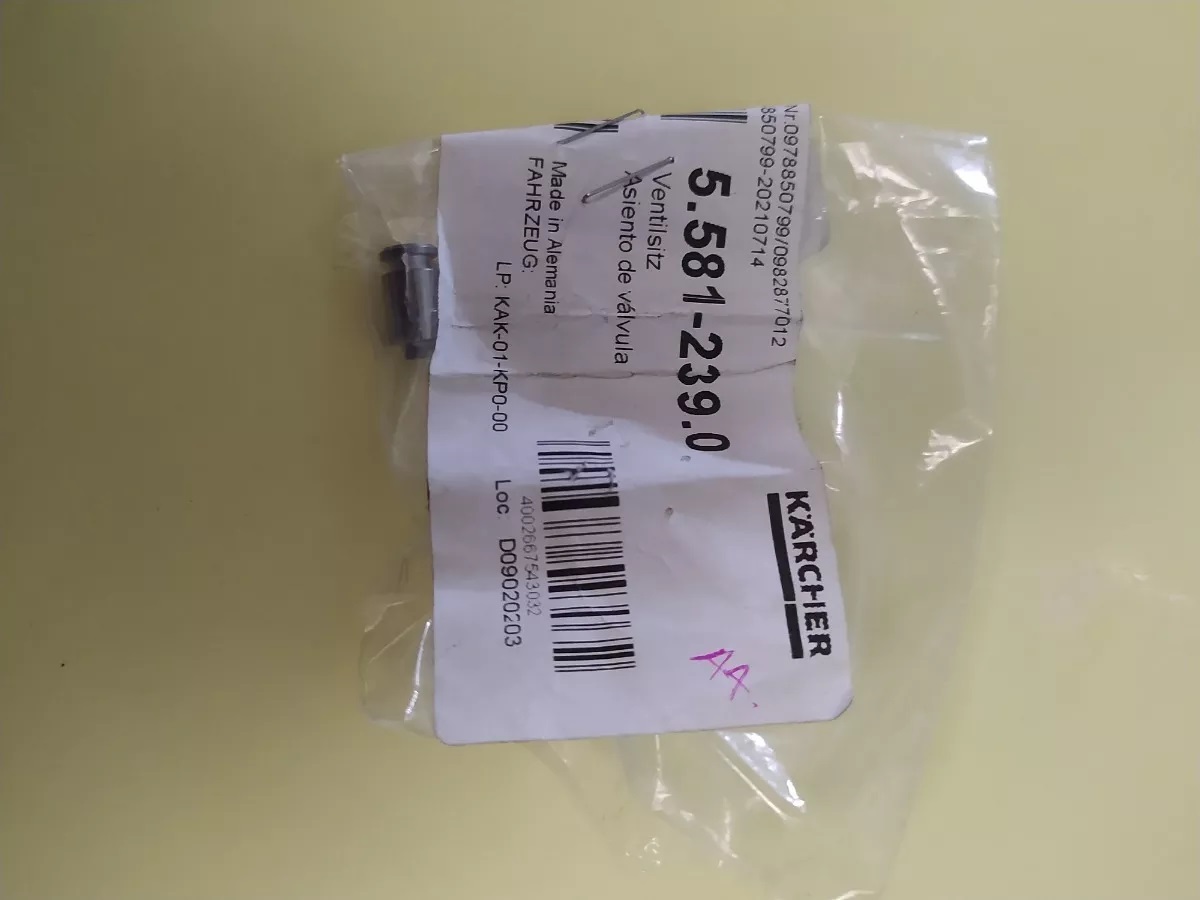 Nr.0978850799/0982877012
850799-20210714
KÄRCHER
5.581-239.0
Ventilsitz
Asiento de válvula
Made in Alemania
FAHRZEUG:
LP: KAK-01-KP0-00
4002667543032
Loc: D09020203
AA.